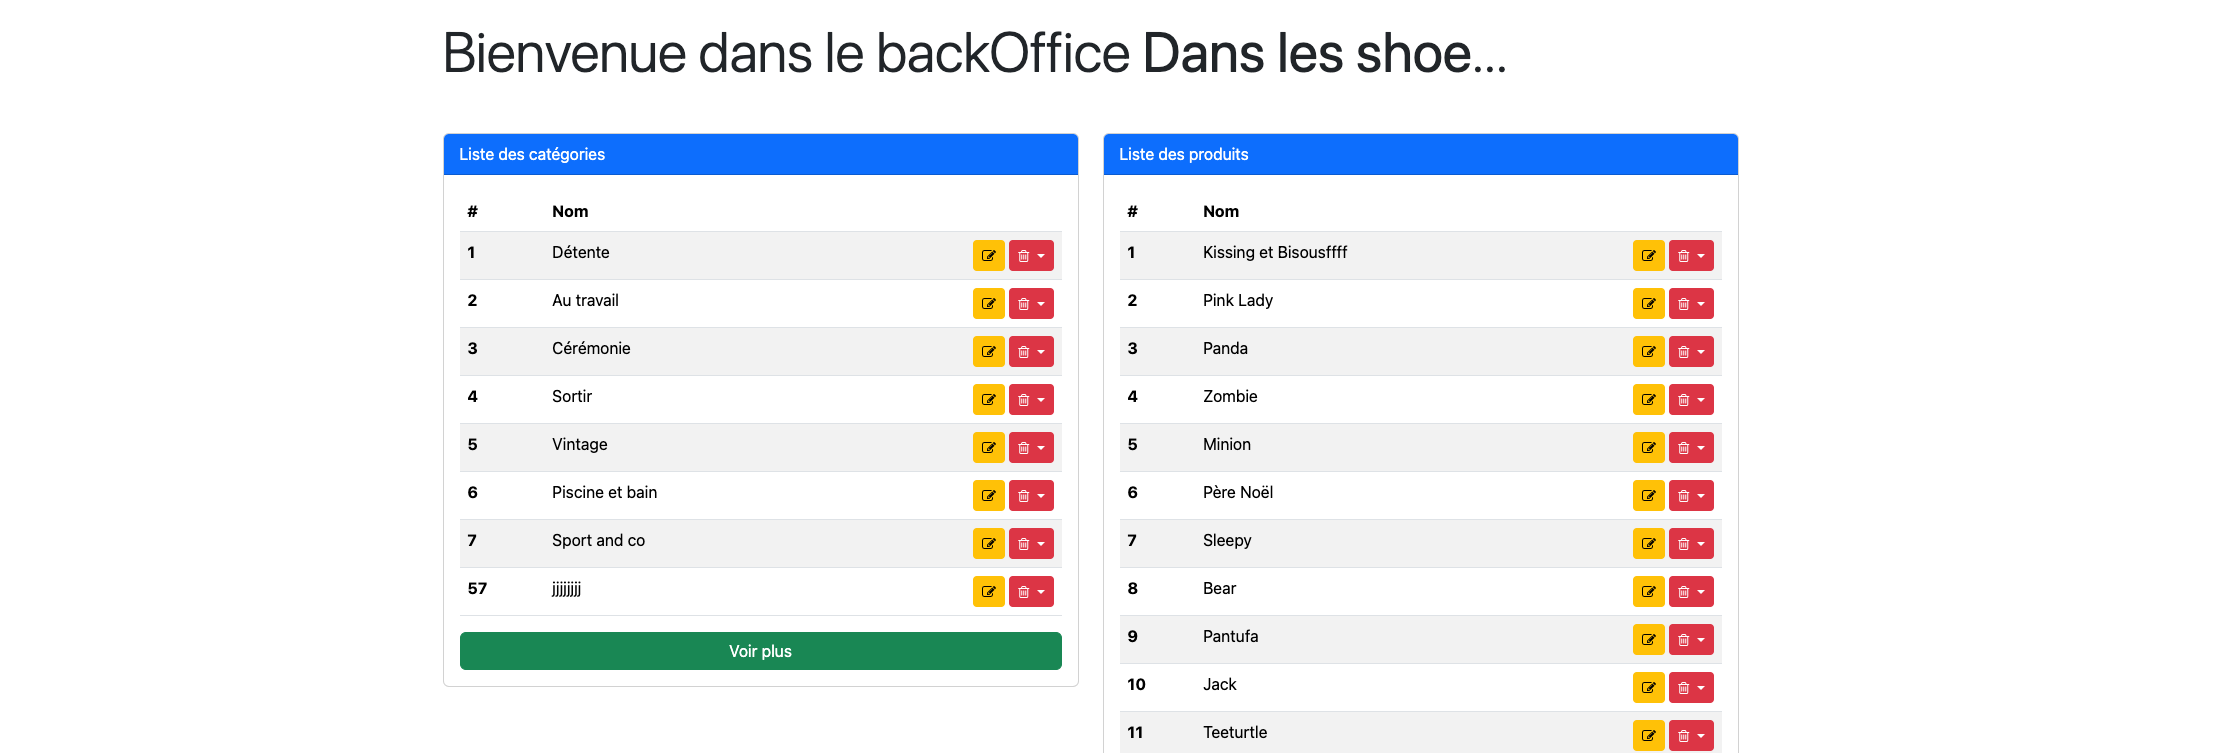 Bienvenue dans le backOffice Dans les shoe...
Liste des catégories
# Nom
1 Détente
2 Au travail
3 Cérémonie
4 Sortir
5 Vintage
6 Piscine et bain
7 Sport and co
57 jjjjjjjj
Voir plus
Liste des produits
# Nom
1 Kissing et Bisousffff
2 Pink Lady
3 Panda
4 Zombie
5 Minion
6 Père Noël
7 Sleepy
8 Bear
9 Pantufa
10 Jack
11 Teeturtle